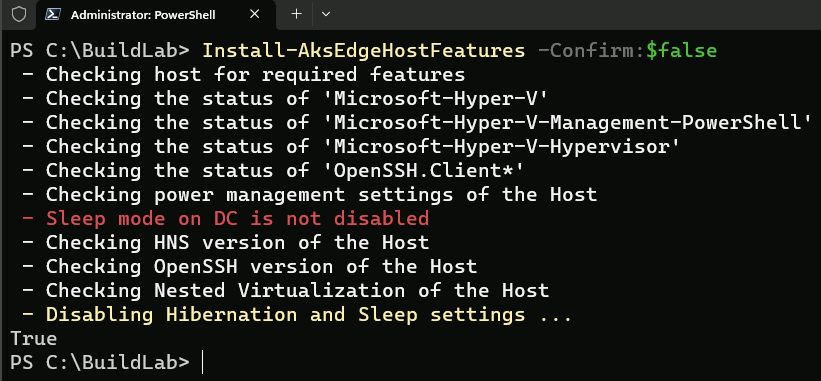 Administrator: PowerShell
PS C:\BuildLab> Install-AksEdgeHostFeatures -Confirm:$false
- Checking host for required features
- Checking the status of 'Microsoft-Hyper-V'
- Checking the status of 'Microsoft-Hyper-V-Management-PowerShell'
- Checking the status of 'Microsoft-Hyper-V-Hypervisor'
- Checking the status of 'OpenSSH.Client*'
- Checking power management settings of the Host
- Sleep mode on DC is not disabled
- Checking HNS version of the Host
- Checking OpenSSH version of the Host
- Checking Nested Virtualization of the Host
- Disabling Hibernation and Sleep settings ...
True
PS C:\BuildLab>